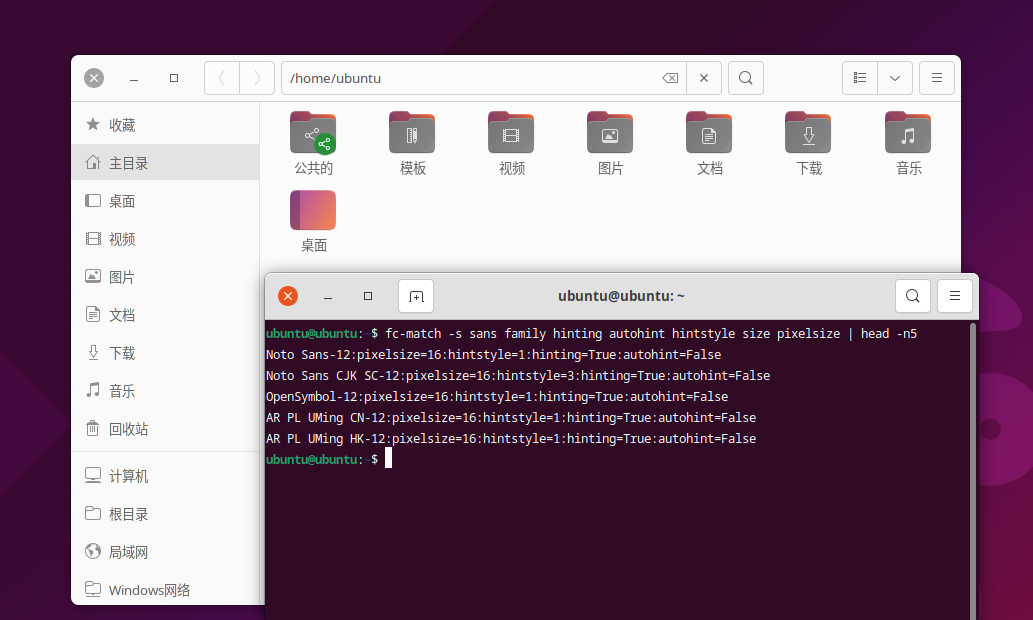 /home/ubuntu
收藏
主目录
桌面
视频
图片
文档
下载
音乐
回收站
计算机
根目录
局域网
Windows网络
公共的
模板
视频
图片
文档
下载
音乐
桌面
ubuntu@ubuntu: ~
ubuntu@ubuntu:~$ fc-match -s sans family hinting autohint hintstyle size pixelsize | head -n5
Noto Sans-12:pixelsize=16:hintstyle=1:hinting=True:autohint=False
Noto Sans CJK SC-12:pixelsize=16:hintstyle=3:hinting=True:autohint=False
OpenSymbol-12:pixelsize=16:hintstyle=1:hinting=True:autohint=False
AR PL UMing CN-12:pixelsize=16:hintstyle=1:hinting=True:autohint=False
AR PL UMing HK-12:pixelsize=16:hintstyle=1:hinting=True:autohint=False
ubuntu@ubuntu:~$